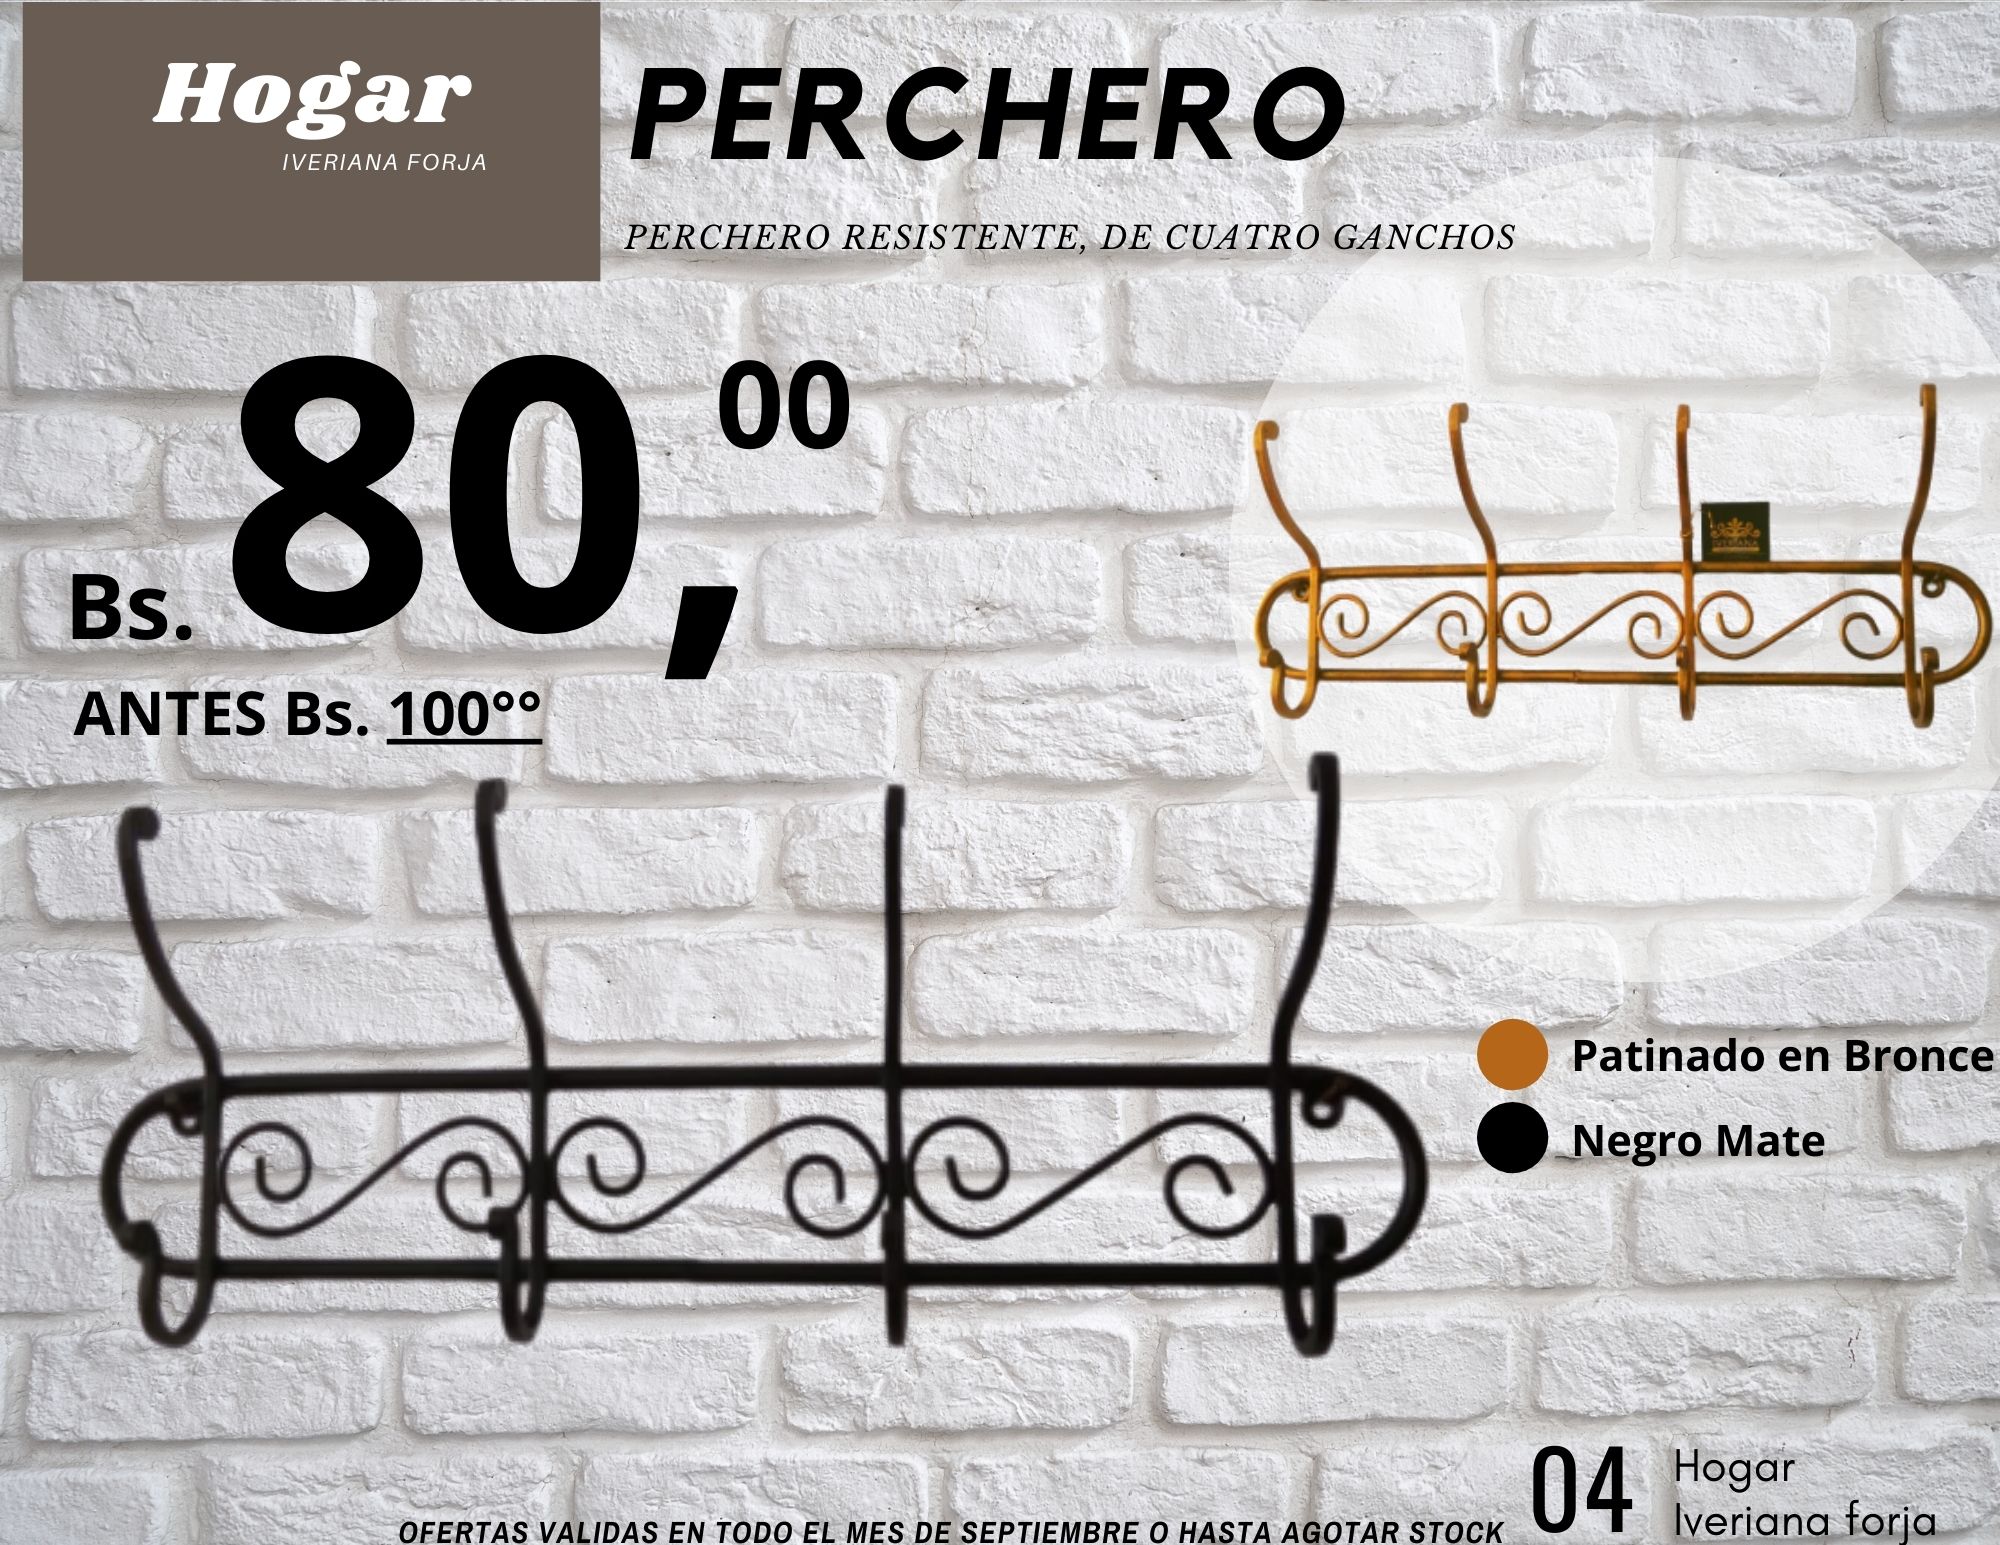 Hogar
IVERIANA FORJA
PERCHERO
PERCHERO RESISTENTE, DE CUATRO GANCHOS
Bs. 80,00
ANTES Bs. 100°°
Patinado en Bronce
Negro Mate
OFERTAS VALIDAS EN TODO EL MES DE SEPTIEMBRE O HASTA AGOTAR STOCK
04
Hogar
Iveriana forja